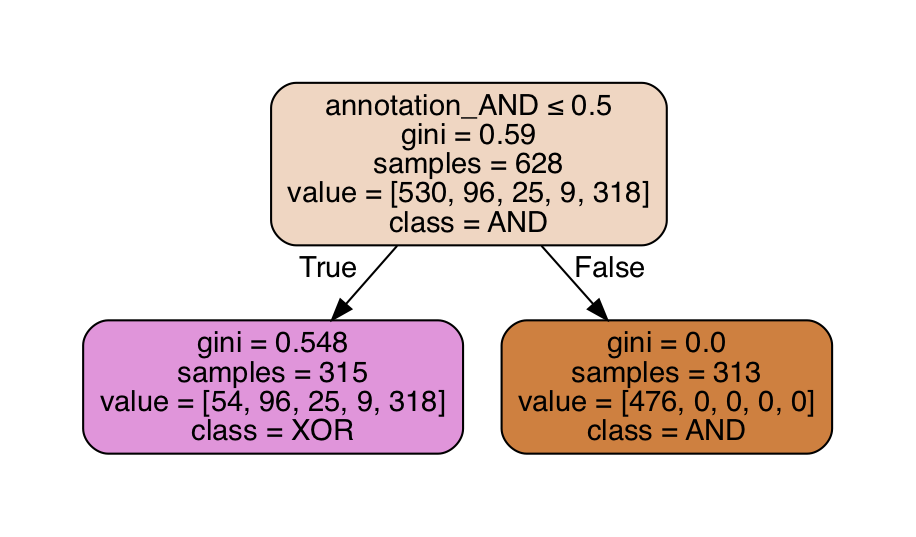 annotation_AND ≤ 0.5
gini = 0.59
samples = 628
value = [530, 96, 25, 9, 318]
class = AND
True
False
gini = 0.548
samples = 315
value = [54, 96, 25, 9, 318]
class = XOR
gini = 0.0
samples = 313
value = [476, 0, 0, 0, 0]
class = AND